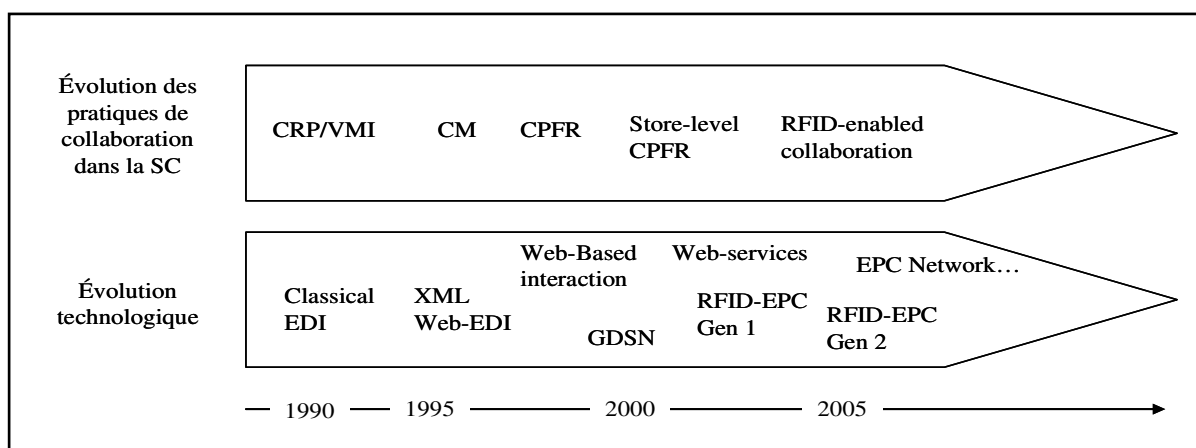 Évolution des
pratiques de
collaboration
dans la SC
CRP/VMI
CM
CPFR
Store-level
CPFR
RFID-enabled
collaboration
Évolution
technologique
Classical
EDI
XML
Web-EDI
Web-Based
interaction
GDSN
Web-services
RFID-EPC
Gen 1
EPC Network…
RFID-EPC
Gen 2
1990
1995
2000
2005